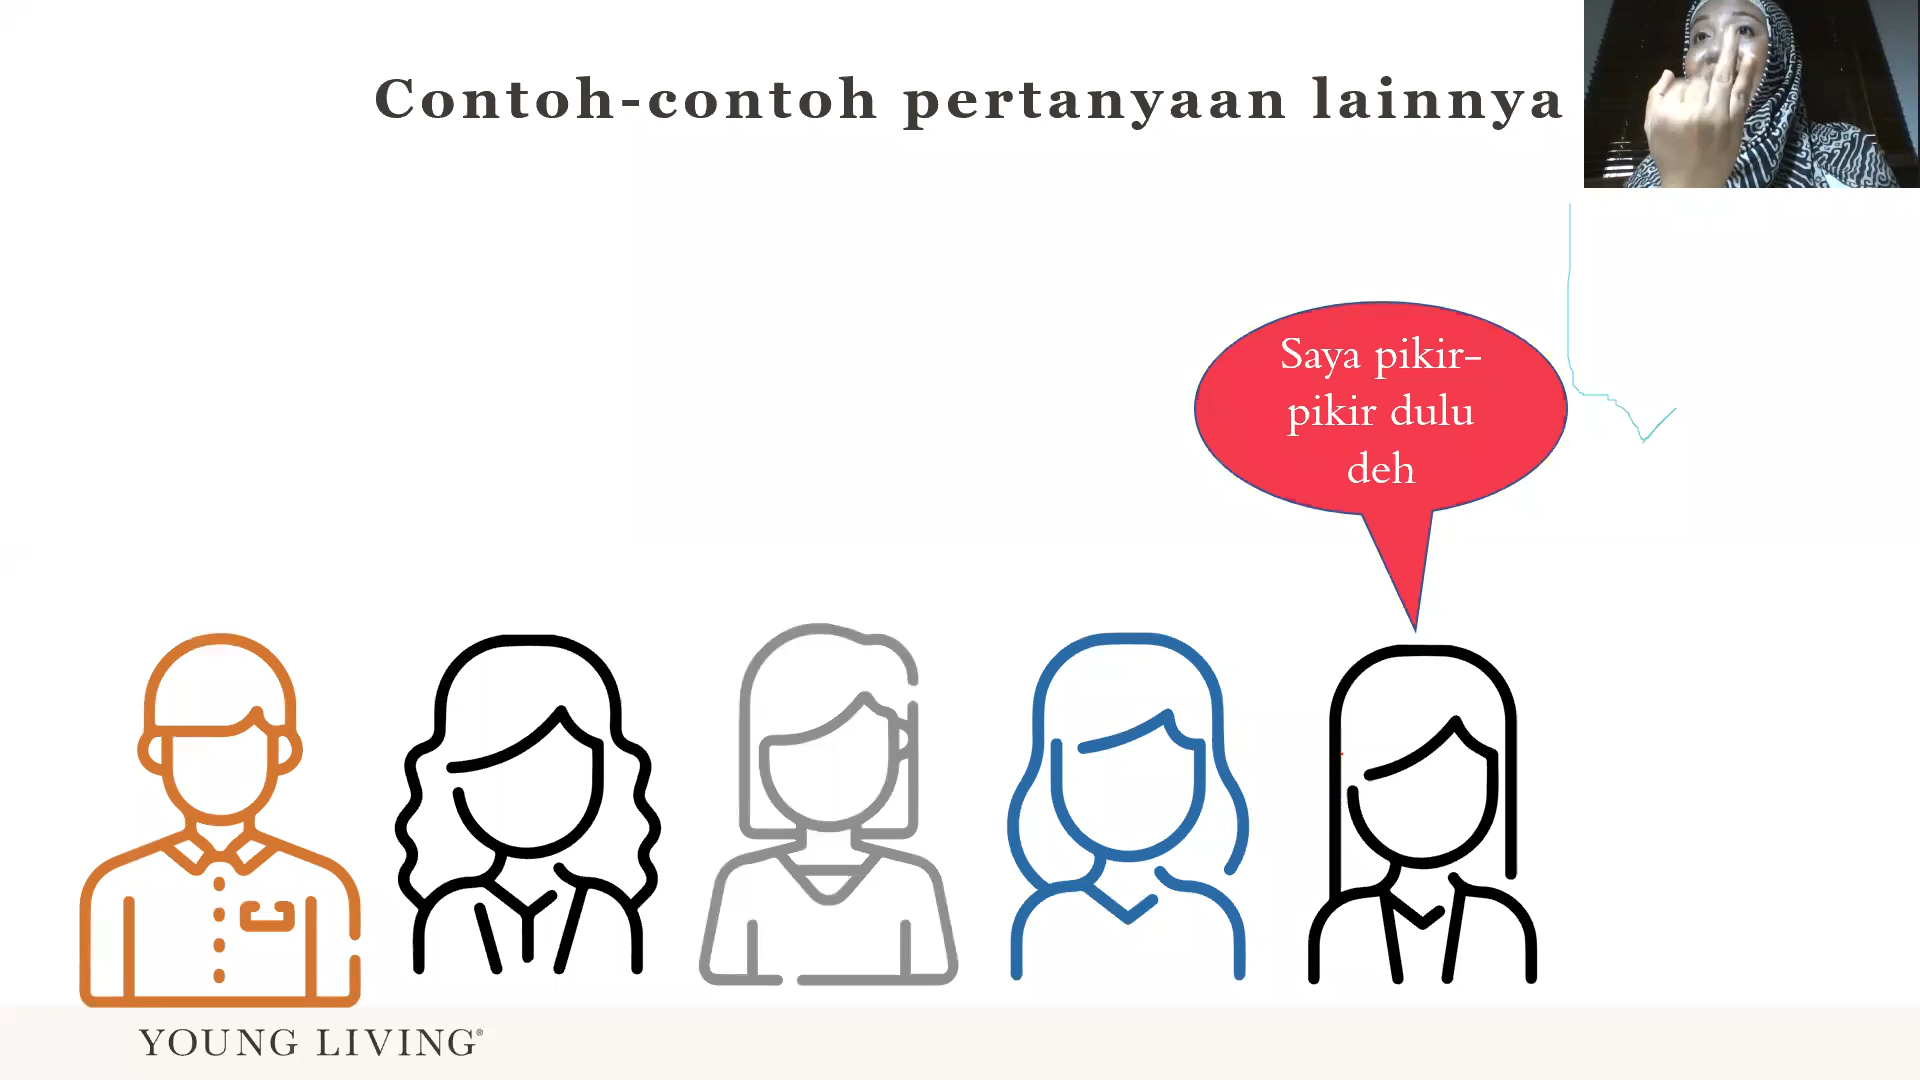 Contoh-contoh pertanyaan lainnya
Saya pikir-
pikir dulu
deh
YOUNG LIVING®